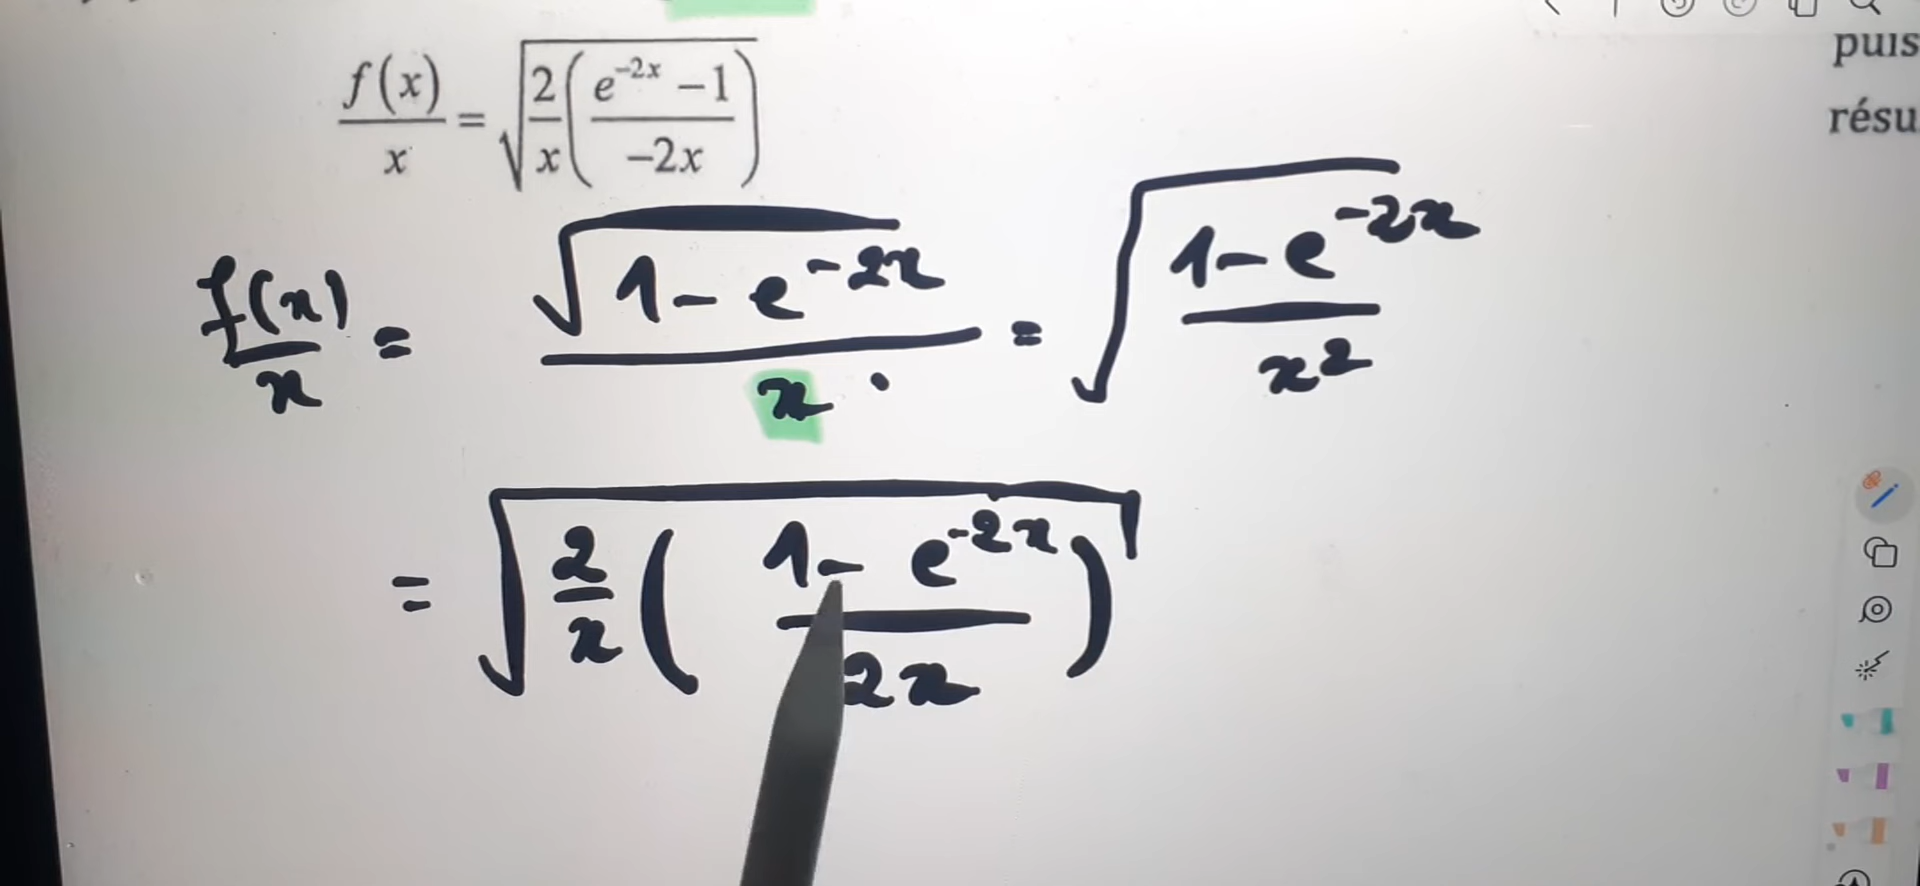 f(x)/x = √(2/x((e^{-2x} - 1)/(-2x)))
puis
résu
f(x)/x = √(1 - e^{-2x})/x · = √((1 - e^{-2x})/x²)
= √(2/x((1 - e^{-2x})/(2x)))